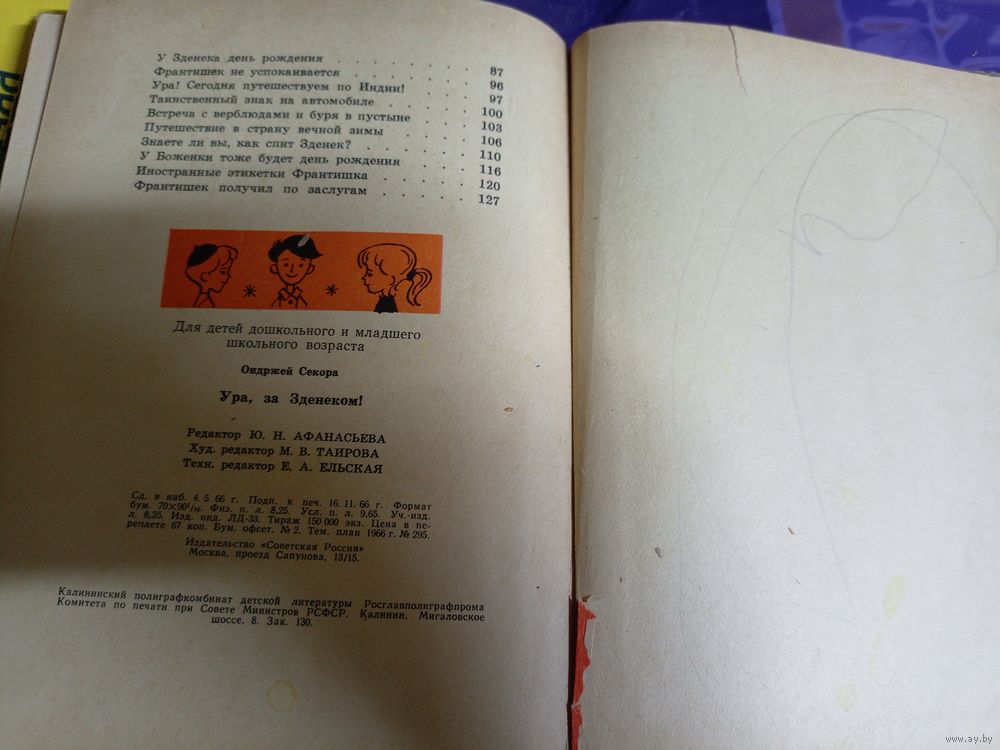 У Зденека день рождения . . . . . . . . 87
Франтишек не успокаивается . . . . . . . 96
Ура! Сегодня путешествуем по Индии! . . . . 97
Таинственный знак на автомобиле . . . . . 100
Встреча с верблюдами и буря в пустыне . . . 103
Путешествие в страну вечной зимы . . . . . 106
Знаете ли вы, как спит Зденек? . . . . . . 110
У Боженки тоже будет день рождения . . . . 116
Иностранные этикетки Франтишка . . . . . . 120
Франтишек получил по заслугам . . . . . . 127
Для детей дошкольного и младшего
школьного возраста
Ондржей Секора
Ура, за Зденеком!
Редактор Ю. Н. АФАНАСЬЕВА
Худ. редактор М. В. ТАИРОВА
Техн. редактор Е. А. ЕЛЬСКАЯ
Сд. в наб. 4.5.66 г. Подп. к печ. 16.11.66 г. Формат
бум. 70×90¹/₁₆. Физ. п. л. 8,25. Усл. п. л. 9,65. Уч.-изд.
л. 8,35. Изд. инд. ЛД-33. Тираж 150 000 экз. Цена в пе-
реплете 67 коп. Бум. офсет. № 2. Тем. план 1966 г. № 295.
Издательство «Советская Россия»
Москва, проезд Сапунова, 13/15.
Калининский полиграфкомбинат детской литературы Росглавполиграфпрома
Комитета по печати при Совете Министров РСФСР. Калинин, Мигаловское
шоссе, 8. Зак. 130.
www.ay.by